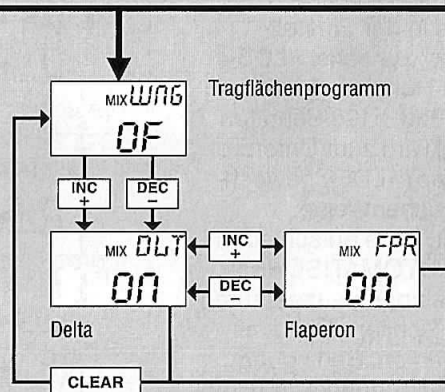 MIX WNG
OF
Tragflächenprogramm
INC
+
DEC
–
MIX DLT
ON
INC
+
DEC
–
MIX FPR
ON
Delta
Flaperon
CLEAR